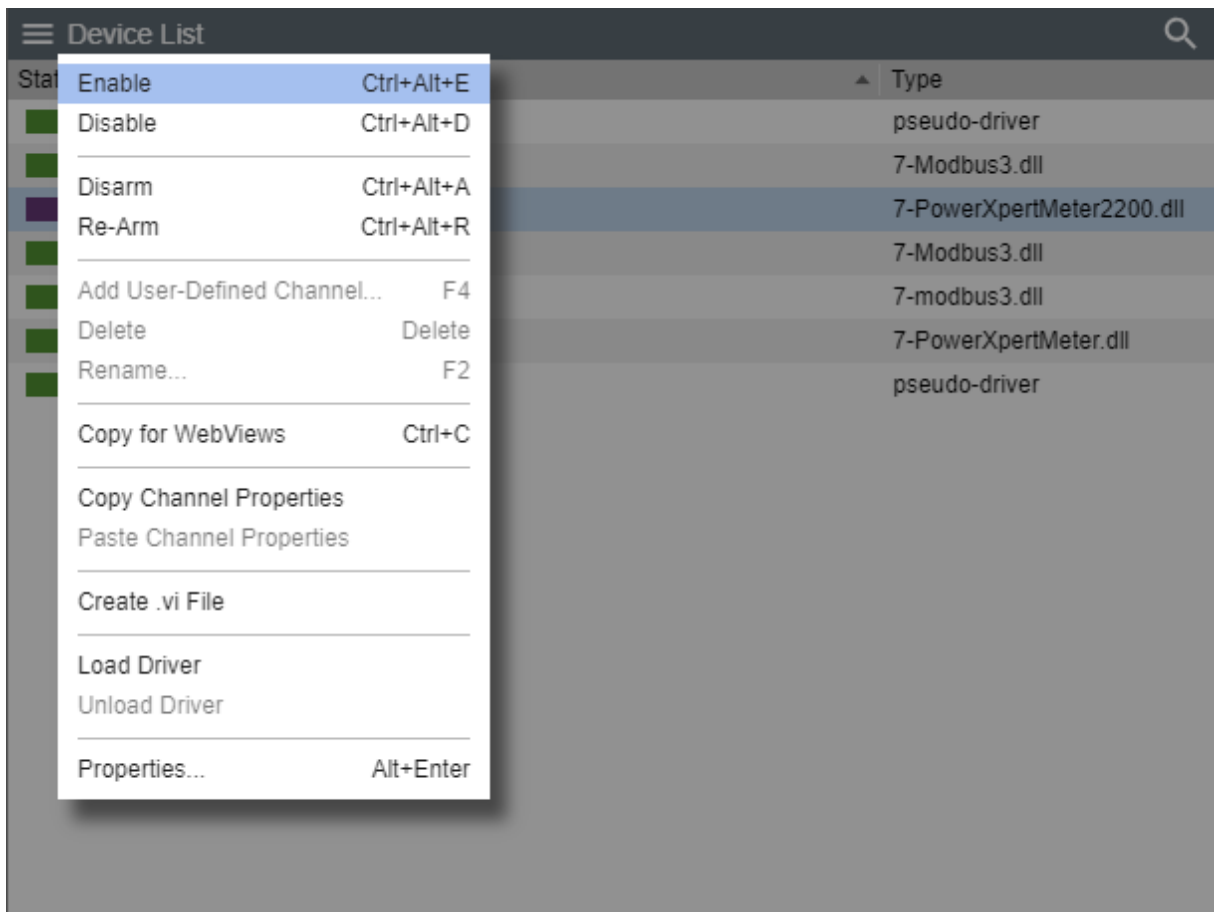 Device List
Stat
Type
Enable Ctrl+Alt+E
Disable Ctrl+Alt+D
Disarm Ctrl+Alt+A
Re-Arm Ctrl+Alt+R
Add User-Defined Channel... F4
Delete Delete
Rename... F2
Copy for WebViews Ctrl+C
Copy Channel Properties
Paste Channel Properties
Create .vi File
Load Driver
Unload Driver
Properties... Alt+Enter
pseudo-driver
7-Modbus3.dll
7-PowerXpertMeter2200.dll
7-Modbus3.dll
7-modbus3.dll
7-PowerXpertMeter.dll
pseudo-driver